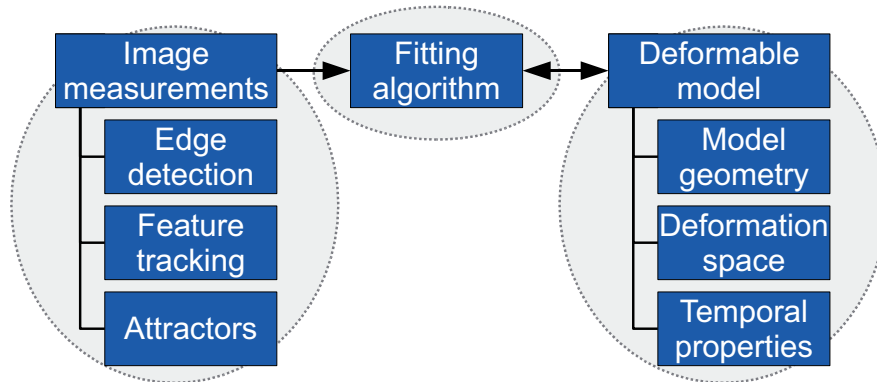 Image
measurements
Edge
detection
Feature
tracking
Attractors
Fitting
algorithm
Deformable
model
Model
geometry
Deformation
space
Temporal
properties